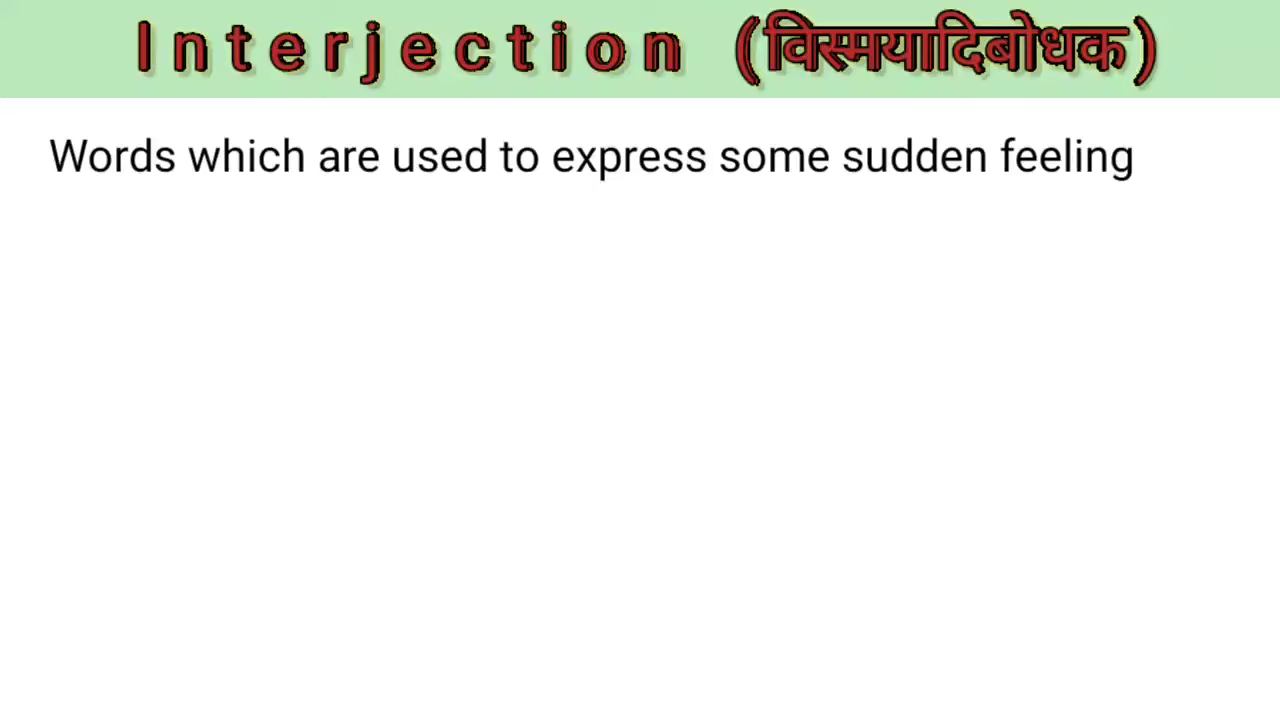 Interjection (विस्मयादिबोधक)
Words which are used to express some sudden feeling